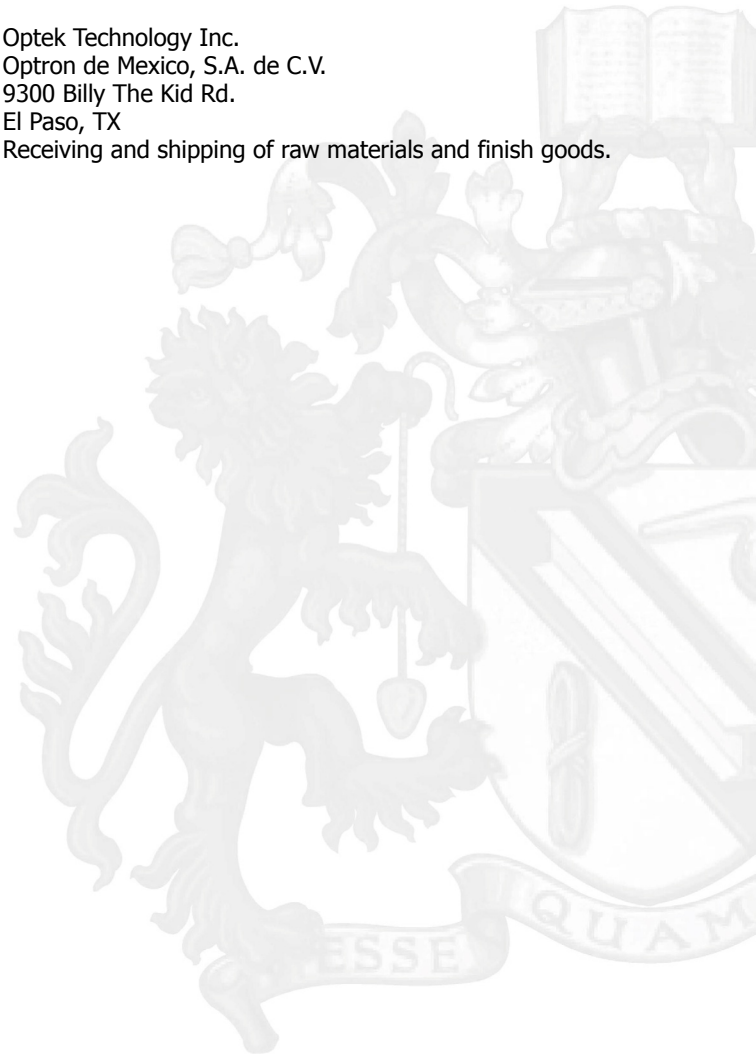 Optek Technology Inc.
Optron de Mexico, S.A. de C.V.
9300 Billy The Kid Rd.
El Paso, TX
Receiving and shipping of raw materials and finish goods.
ESSE QUAM